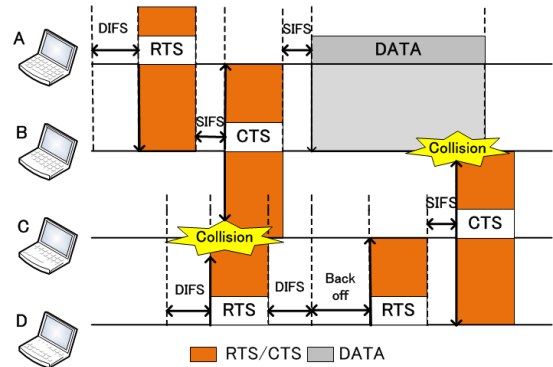 A
DIFS
RTS
SIFS
DATA
B
SIFS
CTS
Collision
C
Collision
SIFS
CTS
DIFS
RTS
DIFS
Back
off
RTS
D
RTS/CTS
DATA